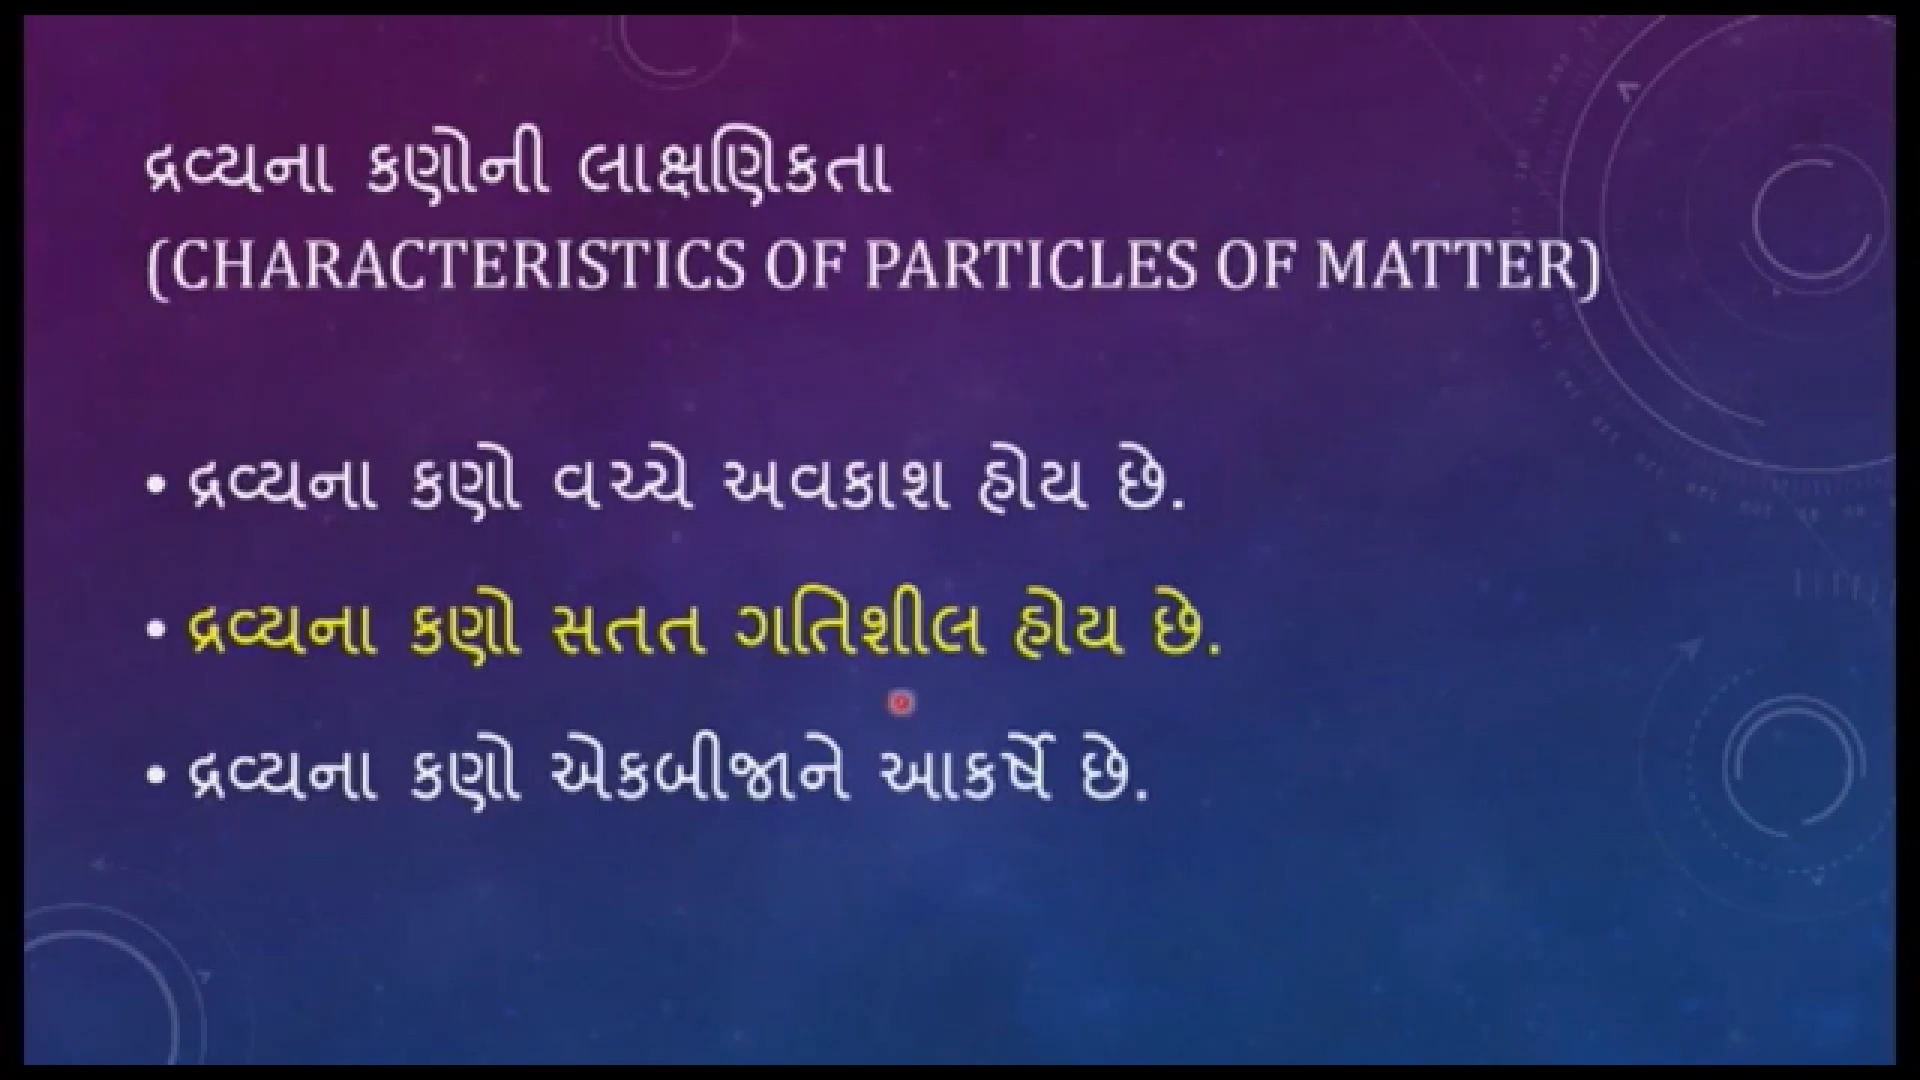 દ્રવ્યના કણોની લાક્ષણિકતા
(CHARACTERISTICS OF PARTICLES OF MATTER)
• દ્રવ્યના કણો વચ્ચે અવકાશ હોય છે.
• દ્રવ્યના કણો સતત ગતિશીલ હોય છે.
• દ્રવ્યના કણો એકબીજાને આકર્ષે છે.